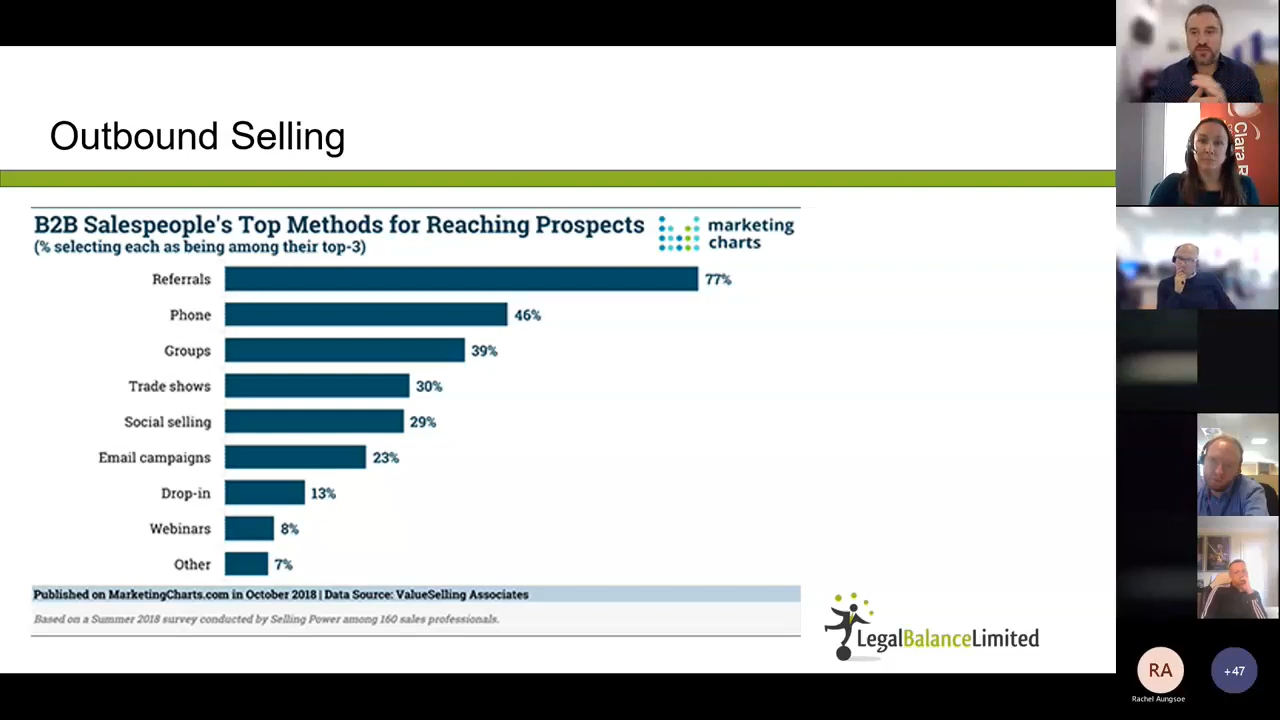 Outbound Selling
B2B Salespeople's Top Methods for Reaching Prospects
(% selecting each as being among their top-3)
marketing
charts
Referrals 77%
Phone 46%
Groups 39%
Trade shows 30%
Social selling 29%
Email campaigns 23%
Drop-in 13%
Webinars 8%
Other 7%
Published on MarketingCharts.com in October 2018 | Data Source: ValueSelling Associates
Based on a Summer 2018 survey conducted by Selling Power among 160 sales professionals.
LegalBalanceLimited
Clara R
RA
+47
Rachel Aungsoe